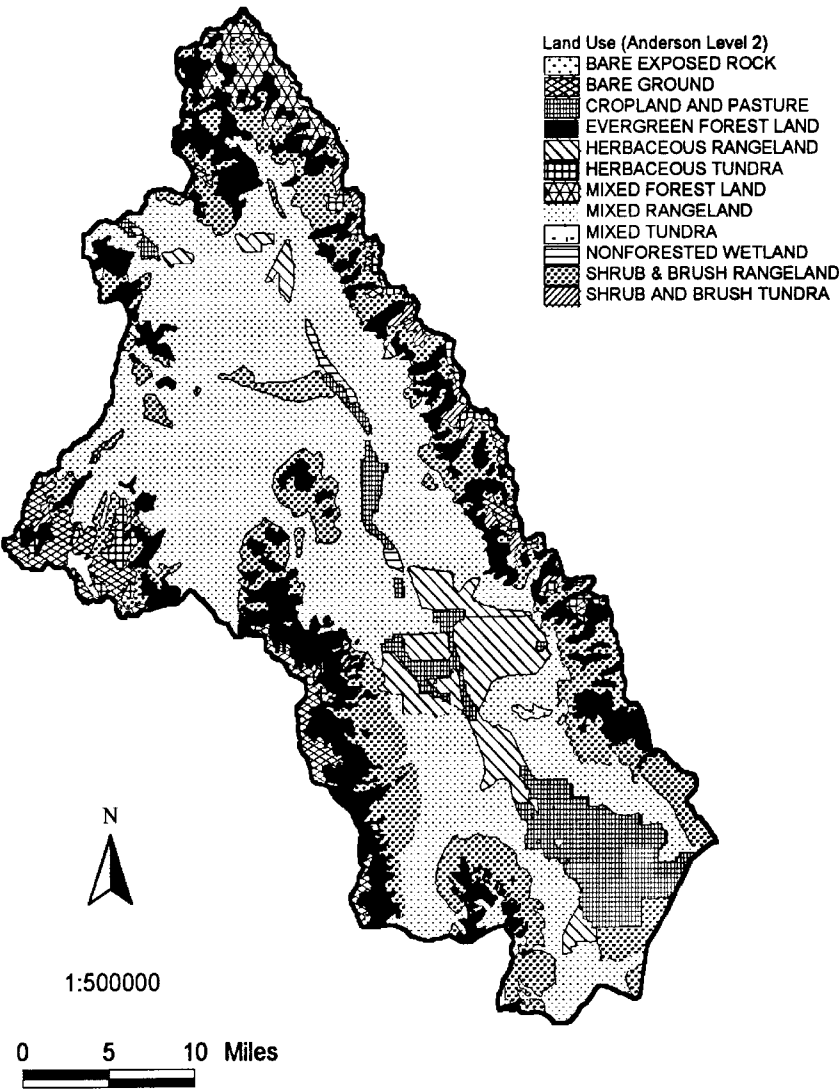 Land Use (Anderson Level 2)
BARE EXPOSED ROCK
BARE GROUND
CROPLAND AND PASTURE
EVERGREEN FOREST LAND
HERBACEOUS RANGELAND
HERBACEOUS TUNDRA
MIXED FOREST LAND
MIXED RANGELAND
MIXED TUNDRA
NONFORESTED WETLAND
SHRUB & BRUSH RANGELAND
SHRUB AND BRUSH TUNDRA
N
1:500000
0 5 10 Miles